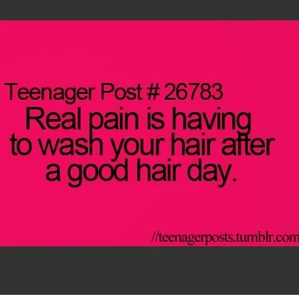 Teenager Post # 26783
Real pain is having
to wash your hair after
a good hair day.
//teenagerposts.tumblr.com